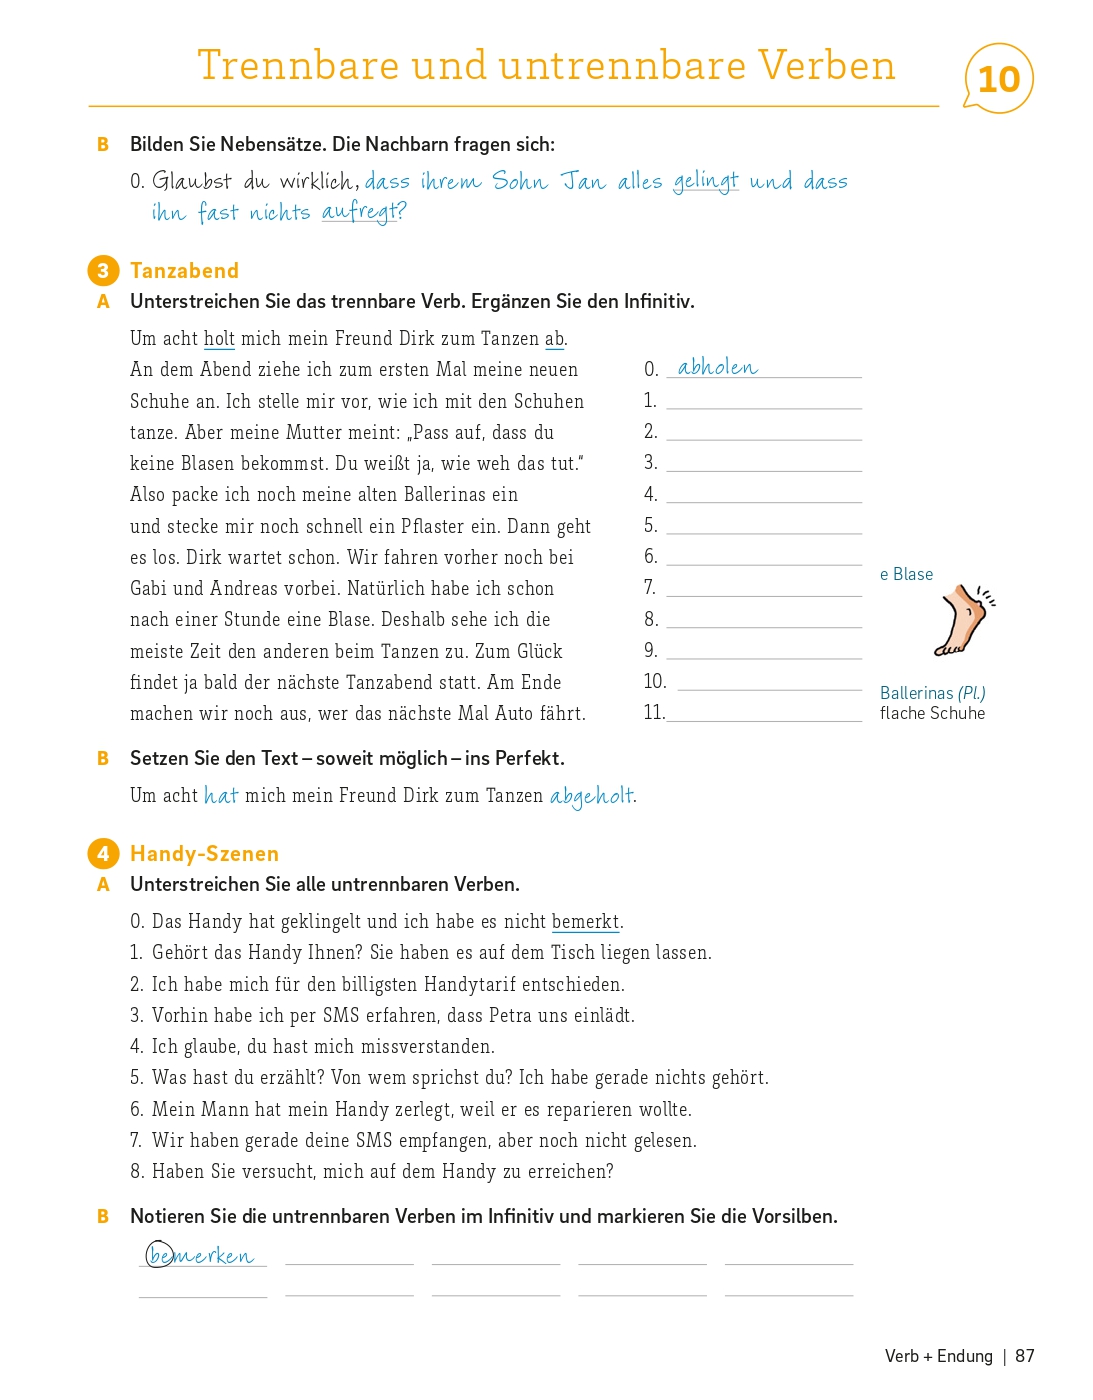 Trennbare und untrennbare Verben
10
B Bilden Sie Nebensätze. Die Nachbarn fragen sich:
0. Glaubst du wirklich, dass ihrem Sohn Jan alles gelingt und dass
ihn fast nichts aufregt?
3 Tanzabend
A Unterstreichen Sie das trennbare Verb. Ergänzen Sie den Infinitiv.
Um acht holt mich mein Freund Dirk zum Tanzen ab.
An dem Abend ziehe ich zum ersten Mal meine neuen
0. abholen
Schuhe an. Ich stelle mir vor, wie ich mit den Schuhen
1.
tanze. Aber meine Mutter meint: „Pass auf, dass du
2.
keine Blasen bekommst. Du weißt ja, wie weh das tut.“
3.
Also packe ich noch meine alten Ballerinas ein
4.
und stecke mir noch schnell ein Pflaster ein. Dann geht
5.
es los. Dirk wartet schon. Wir fahren vorher noch bei
6.
e Blase
Gabi und Andreas vorbei. Natürlich habe ich schon
7.
nach einer Stunde eine Blase. Deshalb sehe ich die
8.
meiste Zeit den anderen beim Tanzen zu. Zum Glück
9.
findet ja bald der nächste Tanzabend statt. Am Ende
10.
Ballerinas (Pl.)
machen wir noch aus, wer das nächste Mal Auto fährt.
11.
flache Schuhe
B Setzen Sie den Text – soweit möglich – ins Perfekt.
Um acht hat mich mein Freund Dirk zum Tanzen abgeholt.
4 Handy-Szenen
A Unterstreichen Sie alle untrennbaren Verben.
0. Das Handy hat geklingelt und ich habe es nicht bemerkt.
1. Gehört das Handy Ihnen? Sie haben es auf dem Tisch liegen lassen.
2. Ich habe mich für den billigsten Handytarif entschieden.
3. Vorhin habe ich per SMS erfahren, dass Petra uns einlädt.
4. Ich glaube, du hast mich missverstanden.
5. Was hast du erzählt? Von wem sprichst du? Ich habe gerade nichts gehört.
6. Mein Mann hat mein Handy zerlegt, weil er es reparieren wollte.
7. Wir haben gerade deine SMS empfangen, aber noch nicht gelesen.
8. Haben Sie versucht, mich auf dem Handy zu erreichen?
B Notieren Sie die untrennbaren Verben im Infinitiv und markieren Sie die Vorsilben.
bemerken
Verb + Endung | 87